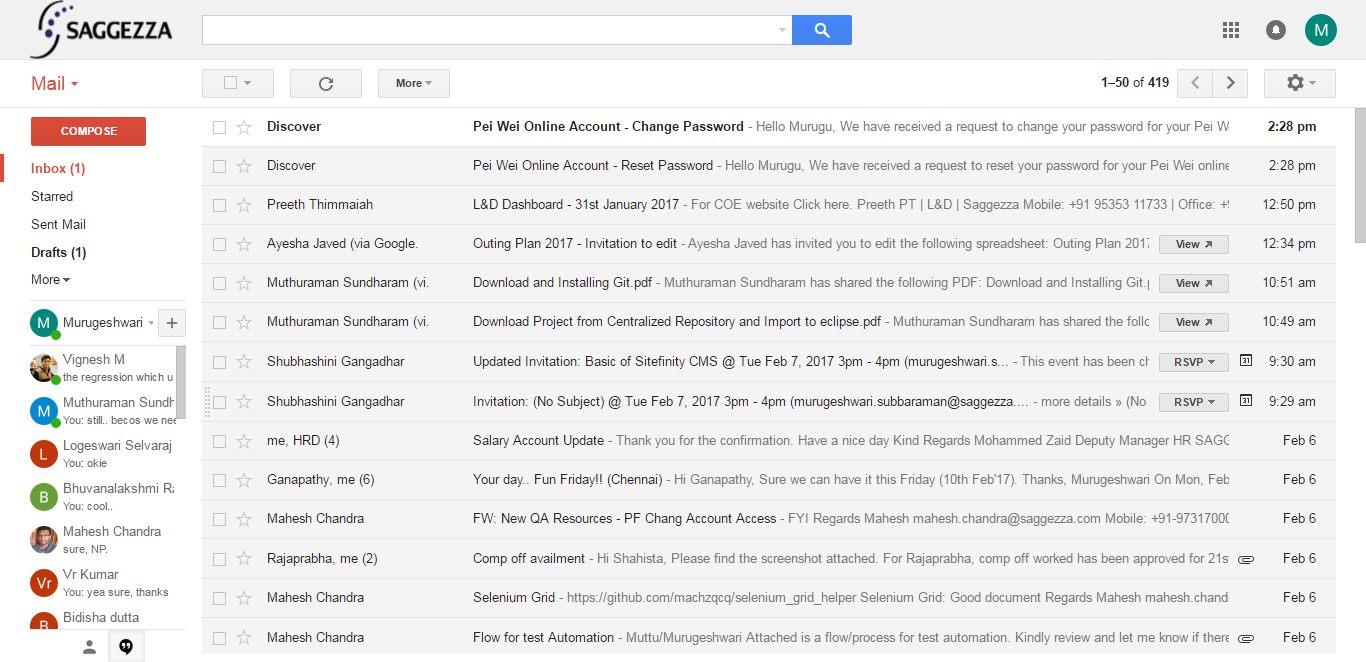 SAGGEZZA
M
Mail
More
1–50 of 419
COMPOSE
Inbox (1)
Starred
Sent Mail
Drafts (1)
More
M Murugeshwari
Vignesh M
the regression which u
M Muthuraman Sundh
You: still.. becos we nee
L Logeswari Selvaraj
You: okie
B Bhuvanalakshmi Ra
You: cool..
Mahesh Chandra
sure, NP.
Vr Vr Kumar
You: yea sure, thanks
B Bidisha dutta
Discover Pei Wei Online Account - Change Password - Hello Murugu, We have received a request to change your password for your Pei W 2:28 pm
Discover Pei Wei Online Account - Reset Password - Hello Murugu, We have received a request to reset your password for your Pei Wei online 2:28 pm
Preeth Thimmaiah L&D Dashboard - 31st January 2017 - For COE website Click here. Preeth PT | L&D | Saggezza Mobile: +91 95353 11733 | Office: +9 12:50 pm
Ayesha Javed (via Google. Outing Plan 2017 - Invitation to edit - Ayesha Javed has invited you to edit the following spreadsheet: Outing Plan 2017 View 12:34 pm
Muthuraman Sundharam (vi. Download and Installing Git.pdf - Muthuraman Sundharam has shared the following PDF: Download and Installing Git.p View 10:51 am
Muthuraman Sundharam (vi. Download Project from Centralized Repository and Import to eclipse.pdf - Muthuraman Sundharam has shared the follo View 10:49 am
Shubhashini Gangadhar Updated Invitation: Basic of Sitefinity CMS @ Tue Feb 7, 2017 3pm - 4pm (murugeshwari.s... - This event has been ch RSVP 31 9:30 am
Shubhashini Gangadhar Invitation: (No Subject) @ Tue Feb 7, 2017 3pm - 4pm (murugeshwari.subbaraman@saggezza.... - more details » (No RSVP 31 9:29 am
me, HRD (4) Salary Account Update - Thank you for the confirmation. Have a nice day Kind Regards Mohammed Zaid Deputy Manager HR SAGG Feb 6
Ganapathy, me (6) Your day.. Fun Friday!! (Chennai) - Hi Ganapathy, Sure we can have it this Friday (10th Feb'17). Thanks, Murugeshwari On Mon, Feb Feb 6
Mahesh Chandra FW: New QA Resources - PF Chang Account Access - FYI Regards Mahesh mahesh.chandra@saggezza.com Mobile: +91-97317000 Feb 6
Rajaprabha, me (2) Comp off availment - Hi Shahista, Please find the screenshot attached. For Rajaprabha, comp off worked has been approved for 21st Feb 6
Mahesh Chandra Selenium Grid - https://github.com/machzqcq/selenium_grid_helper Selenium Grid: Good document Regards Mahesh mahesh.chand Feb 6
Mahesh Chandra Flow for test Automation - Muttu/Murugeshwari Attached is a flow/process for test automation. Kindly review and let me know if there Feb 6